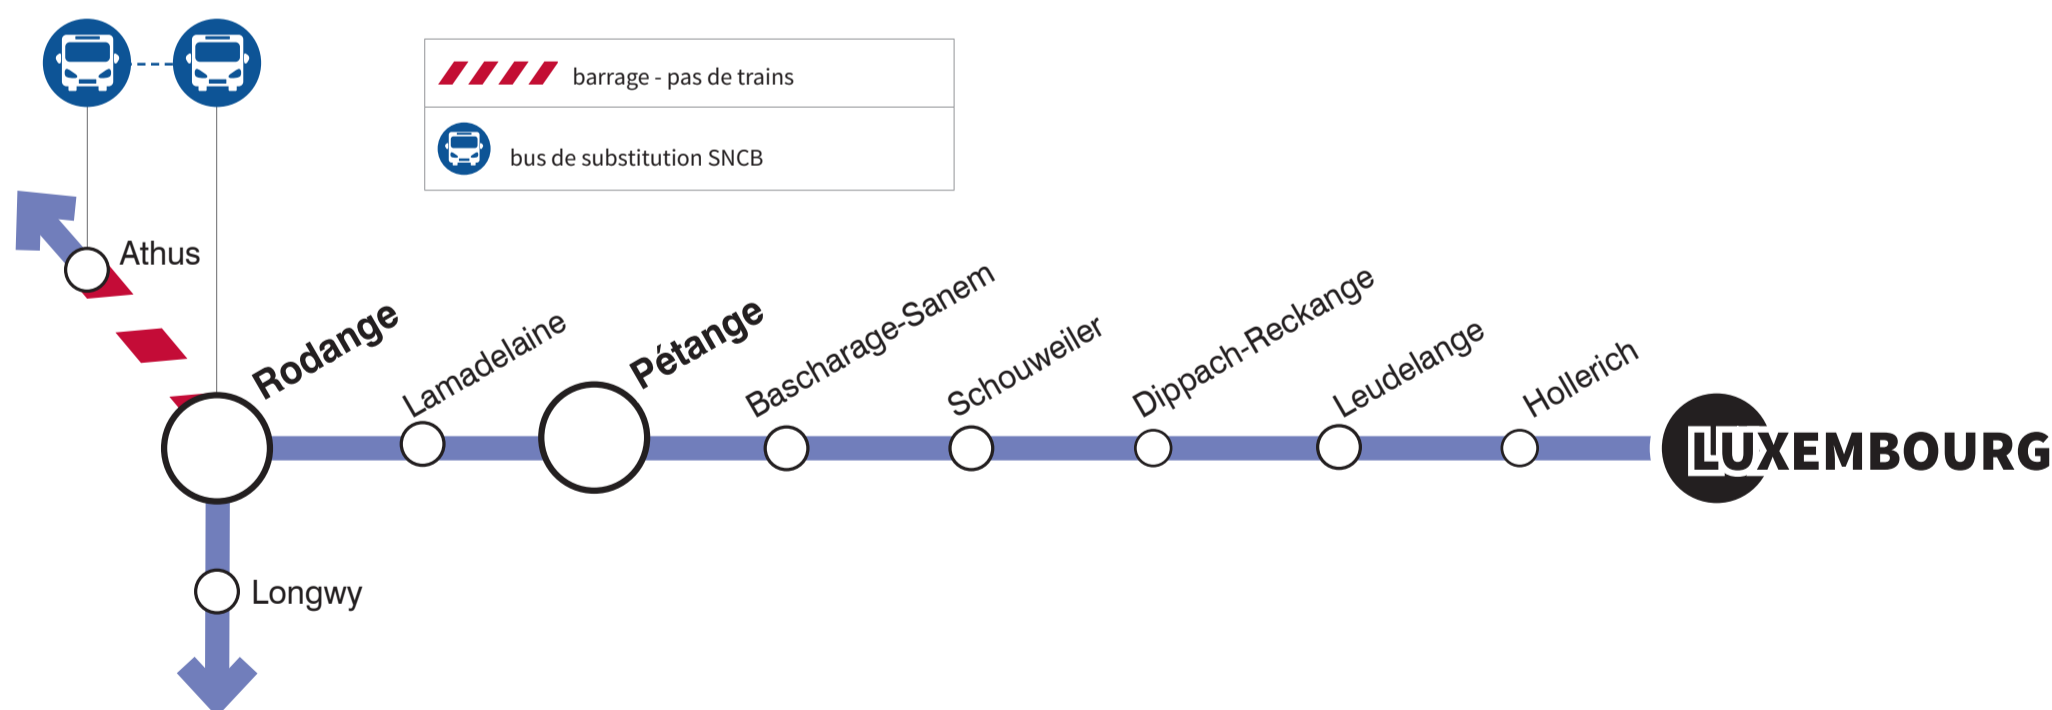 barrage - pas de trains
bus de substitution SNCB
Athus
Rodange
Lamadelaine
Pétange
Bascharage-Sanem
Schouweiler
Dippach-Reckange
Leudelange
Hollerich
LUXEMBOURG
Longwy